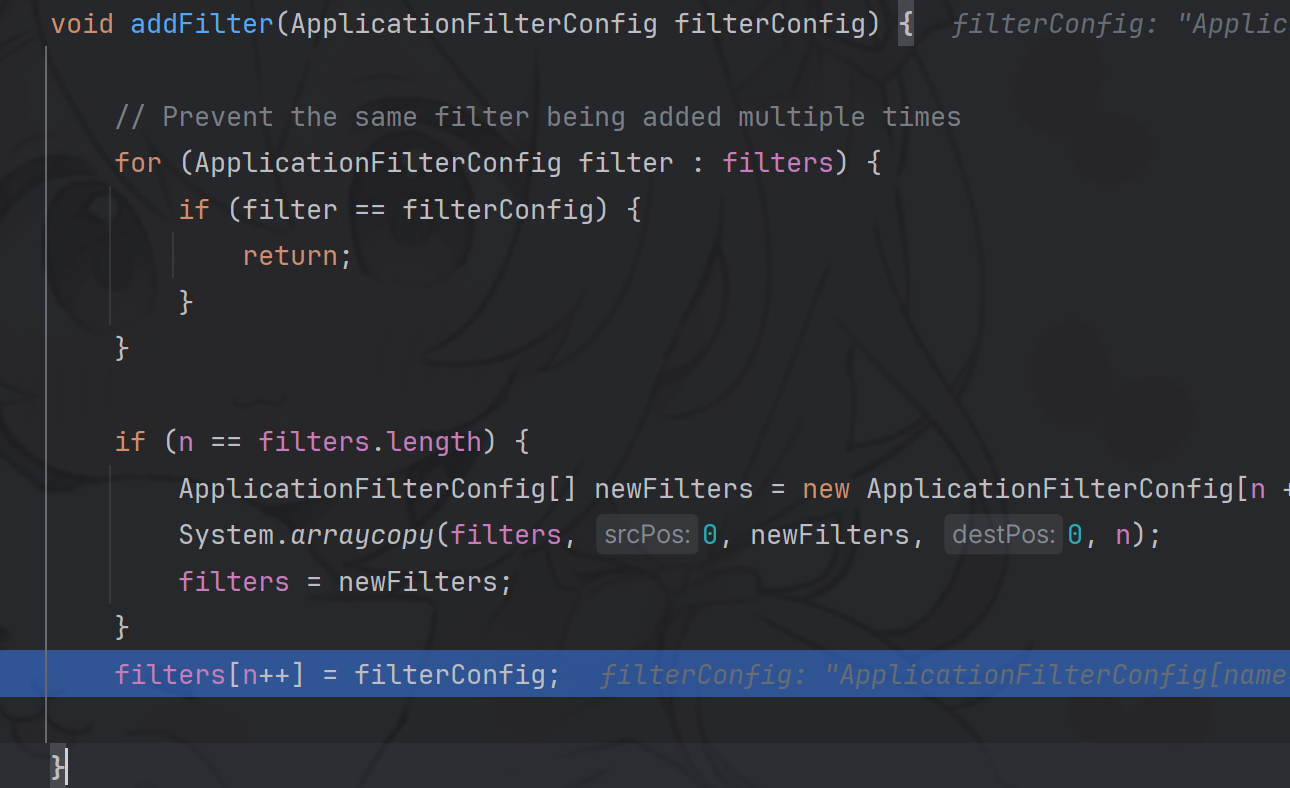 void addFilter(ApplicationFilterConfig filterConfig) {   filterConfig: "Applic
// Prevent the same filter being added multiple times
for (ApplicationFilterConfig filter : filters) {
if (filter == filterConfig) {
return;
}
}
if (n == filters.length) {
ApplicationFilterConfig[] newFilters = new ApplicationFilterConfig[n +
System.arraycopy(filters, srcPos: 0, newFilters, destPos: 0, n);
filters = newFilters;
}
filters[n++] = filterConfig;   filterConfig: "ApplicationFilterConfig[name
}